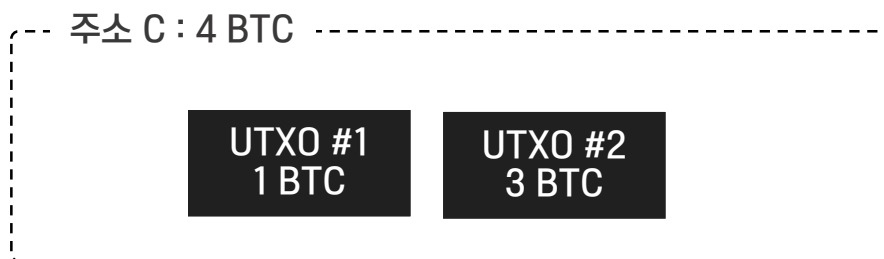 주소 C : 4 BTC
UTXO #1
1 BTC
UTXO #2
3 BTC